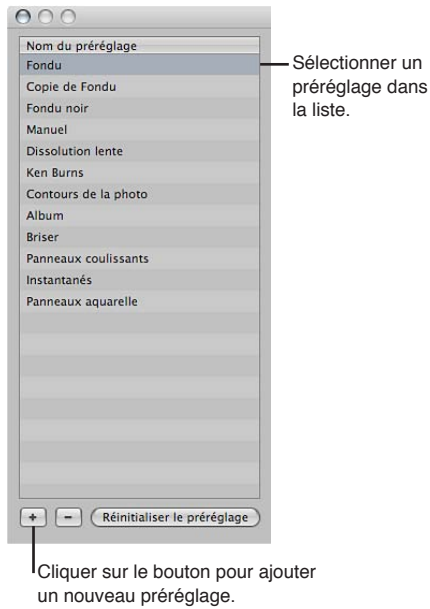 Nom du préréglage
Fondu
Copie de Fondu
Fondu noir
Manuel
Dissolution lente
Ken Burns
Contours de la photo
Album
Briser
Panneaux coulissants
Instantanés
Panneaux aquarelle
Sélectionner un
préréglage dans
la liste.
+ - Réinitialiser le préréglage
Cliquer sur le bouton pour ajouter
un nouveau préréglage.